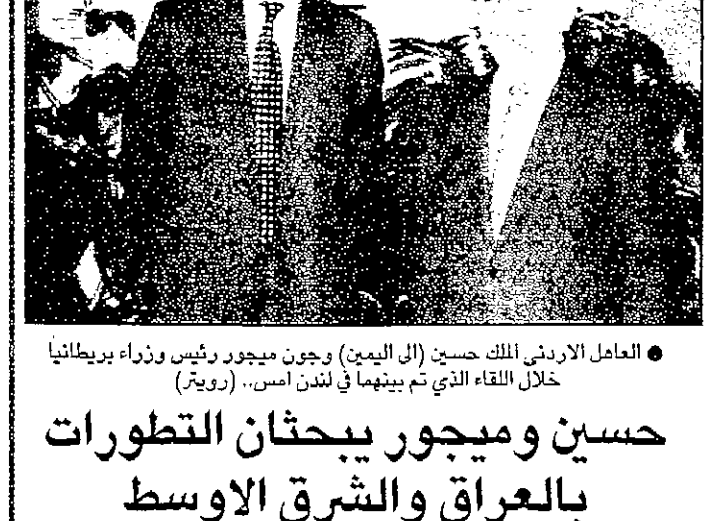 ● العاهل الاردني الملك حسين (الى اليمين) وجون ميجور رئيس وزراء بريطانيا
خلال اللقاء الذي تم بينهما في لندن امس.. (رويتر)
حسين وميجور يبحثان التطورات
بالعراق والشرق الاوسط